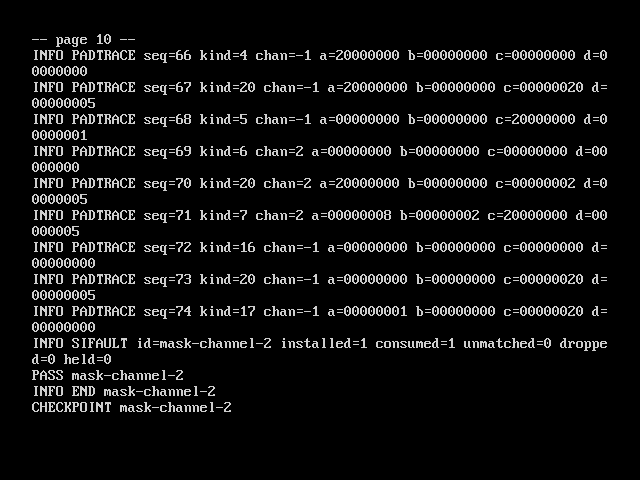 -- page 10 --
INFO PADTRACE seq=66 kind=4 chan=-1 a=20000000 b=00000000 c=00000000 d=0
0000000
INFO PADTRACE seq=67 kind=20 chan=-1 a=20000000 b=00000000 c=00000020 d=
00000005
INFO PADTRACE seq=68 kind=5 chan=-1 a=00000000 b=00000000 c=20000000 d=0
0000001
INFO PADTRACE seq=69 kind=6 chan=2 a=00000000 b=00000000 c=00000000 d=00
000000
INFO PADTRACE seq=70 kind=20 chan=2 a=20000000 b=00000000 c=00000002 d=0
0000005
INFO PADTRACE seq=71 kind=7 chan=2 a=00000008 b=00000002 c=20000000 d=00
000005
INFO PADTRACE seq=72 kind=16 chan=-1 a=00000000 b=00000000 c=00000000 d=
00000000
INFO PADTRACE seq=73 kind=20 chan=-1 a=00000000 b=00000000 c=00000020 d=
00000005
INFO PADTRACE seq=74 kind=17 chan=-1 a=00000001 b=00000000 c=00000020 d=
00000000
INFO SIFAULT id=mask-channel-2 installed=1 consumed=1 unmatched=0 droppe
d=0 held=0
PASS mask-channel-2
INFO END mask-channel-2
CHECKPOINT mask-channel-2